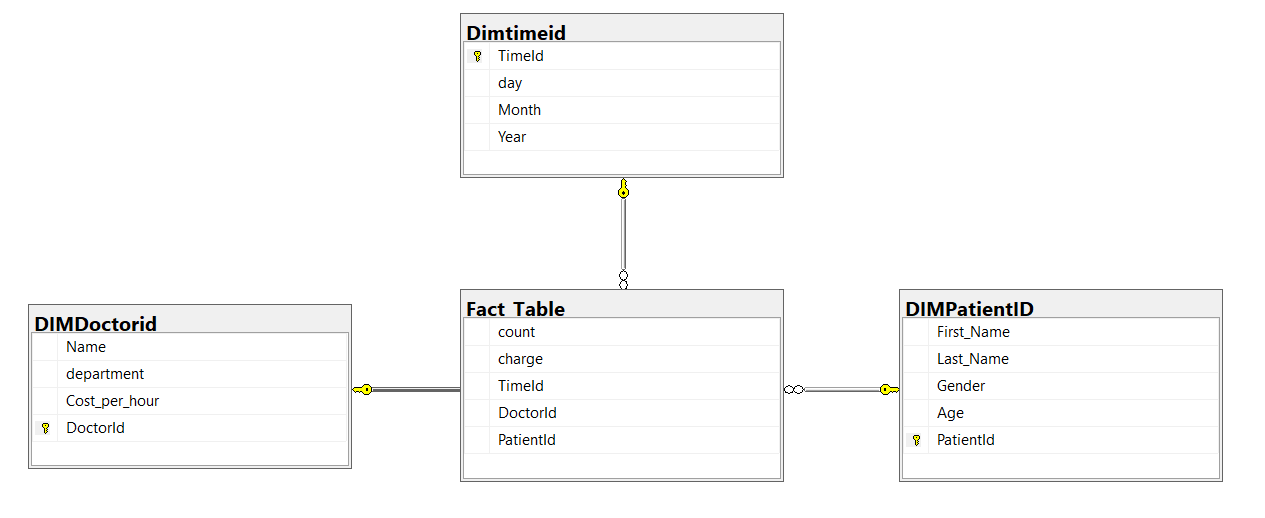 Dimtimeid
TimeId
day
Month
Year
DIMDoctorid
Name
department
Cost_per_hour
DoctorId
Fact_Table
count
charge
TimeId
DoctorId
PatientId
DIMPatientID
First_Name
Last_Name
Gender
Age
PatientId